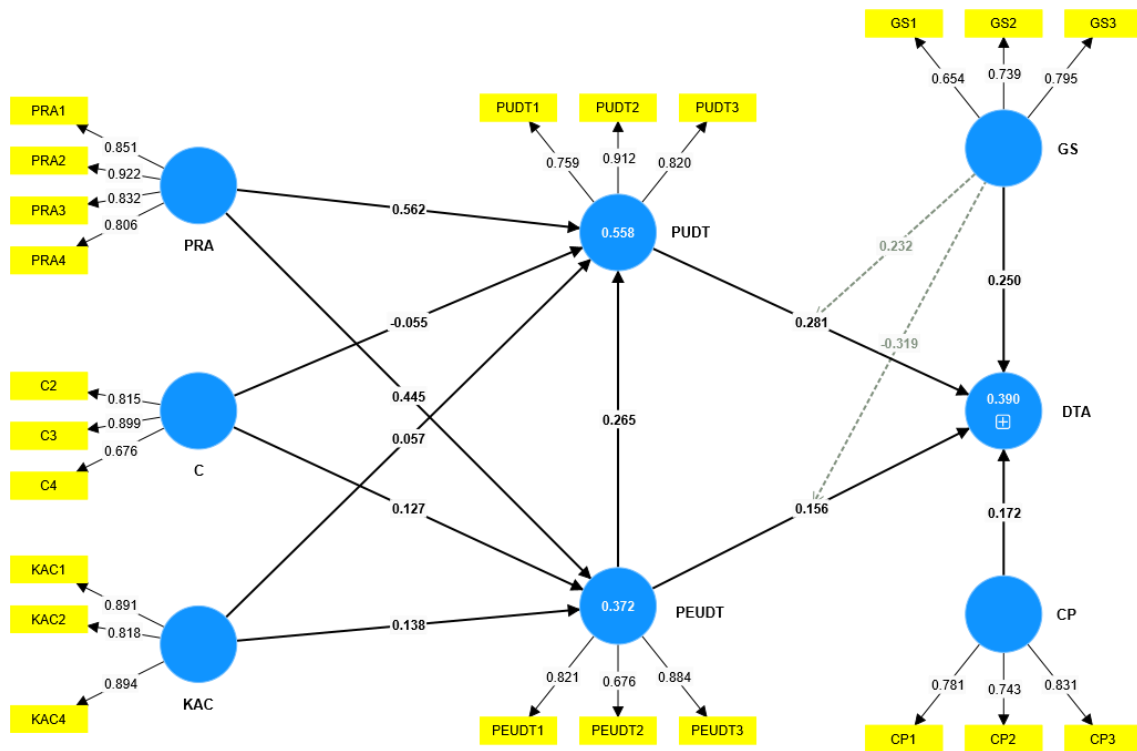 GS1
GS2
GS3
0.654
0.739
0.795
GS
PRA1
PRA2
PRA3
PRA4
0.851
0.922
0.832
0.806
PRA
PUDT1
PUDT2
PUDT3
0.759
0.912
0.820
0.558
PUDT
0.562
-0.055
0.445
0.057
0.265
0.232
-0.319
0.281
0.250
0.390
DTA
C2
C3
C4
0.815
0.899
0.676
C
0.127
0.156
0.172
KAC1
KAC2
KAC4
0.891
0.818
0.894
KAC
0.138
0.372
PEUDT
0.821
0.676
0.884
PEUDT1
PEUDT2
PEUDT3
CP
0.781
0.743
0.831
CP1
CP2
CP3